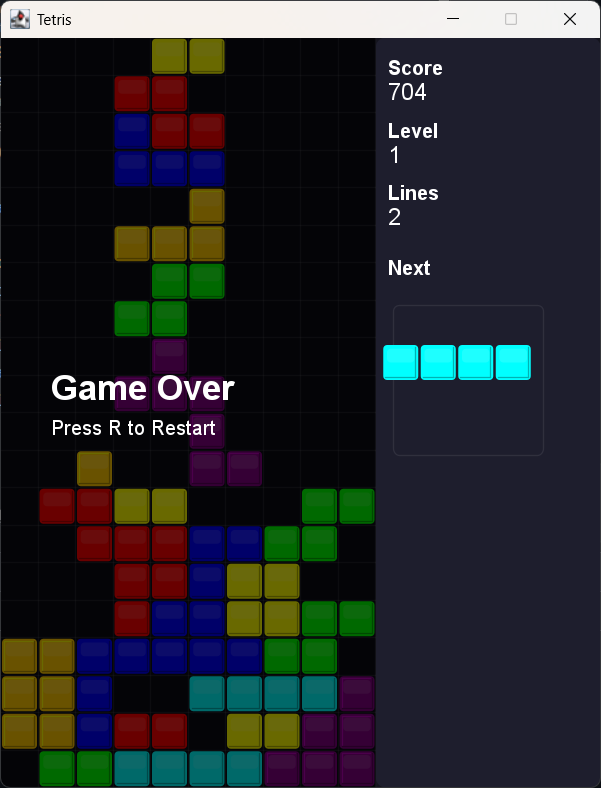 Tetris
Score
704
Level
1
Lines
2
Next
Game Over
Press R to Restart